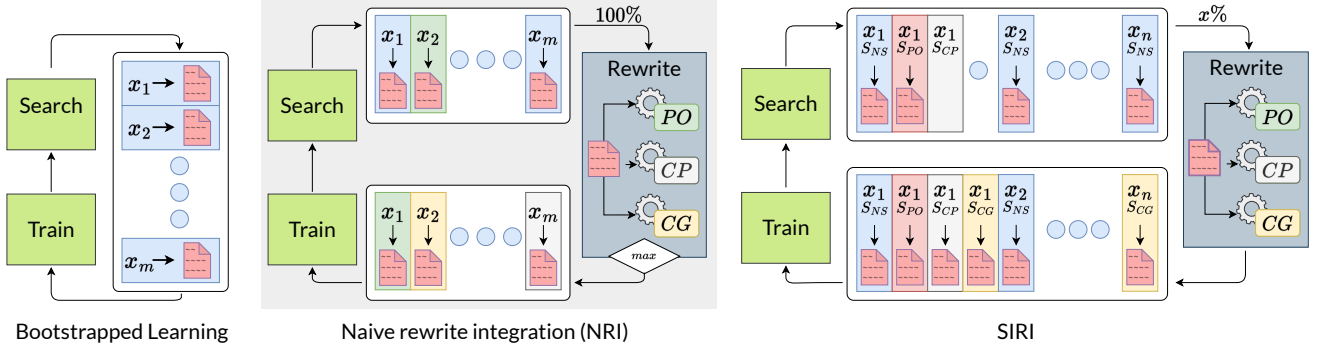 Search
Train
x1
x2
xm
Bootstrapped Learning
Search
Train
x1 x2 xm
100%
Rewrite
PO
CP
CG
max
x1 x2 xm
Naive rewrite integration (NRI)
Search
Train
x1 x1 x1 x2 xn
SNS SPO SCP SNS SNS
x%
Rewrite
PO
CP
CG
x1 x1 x1 x1 x2 xn
SNS SPO SCP SCG SNS SCG
SIRI